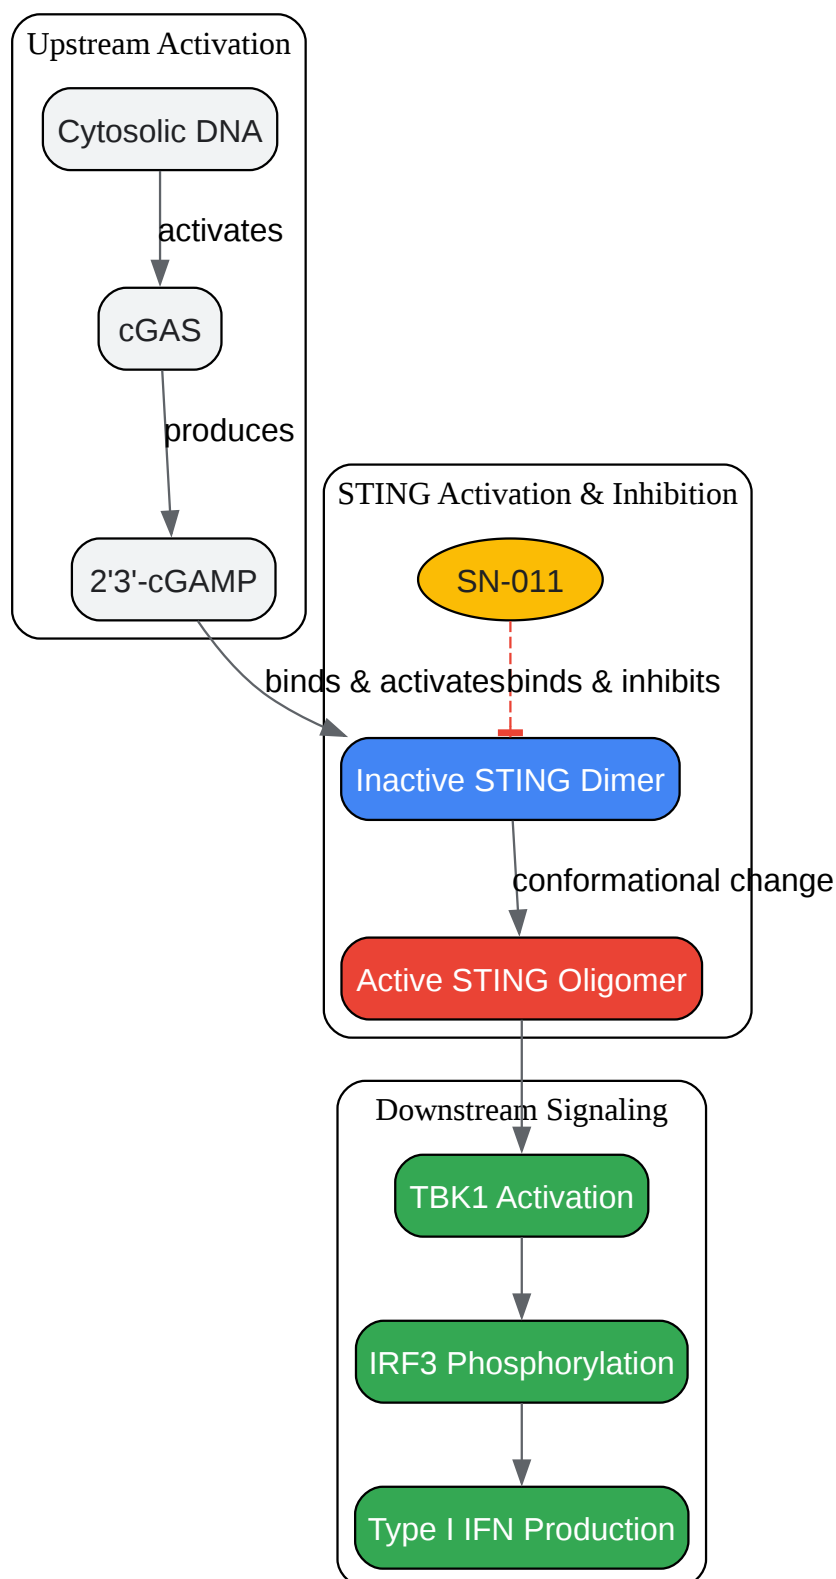 Upstream Activation
Cytosolic DNA
activates
cGAS
produces
2'3'-cGAMP
STING Activation & Inhibition
SN-011
binds & activates
binds & inhibits
Inactive STING Dimer
conformational change
Active STING Oligomer
Downstream Signaling
TBK1 Activation
IRF3 Phosphorylation
Type I IFN Production